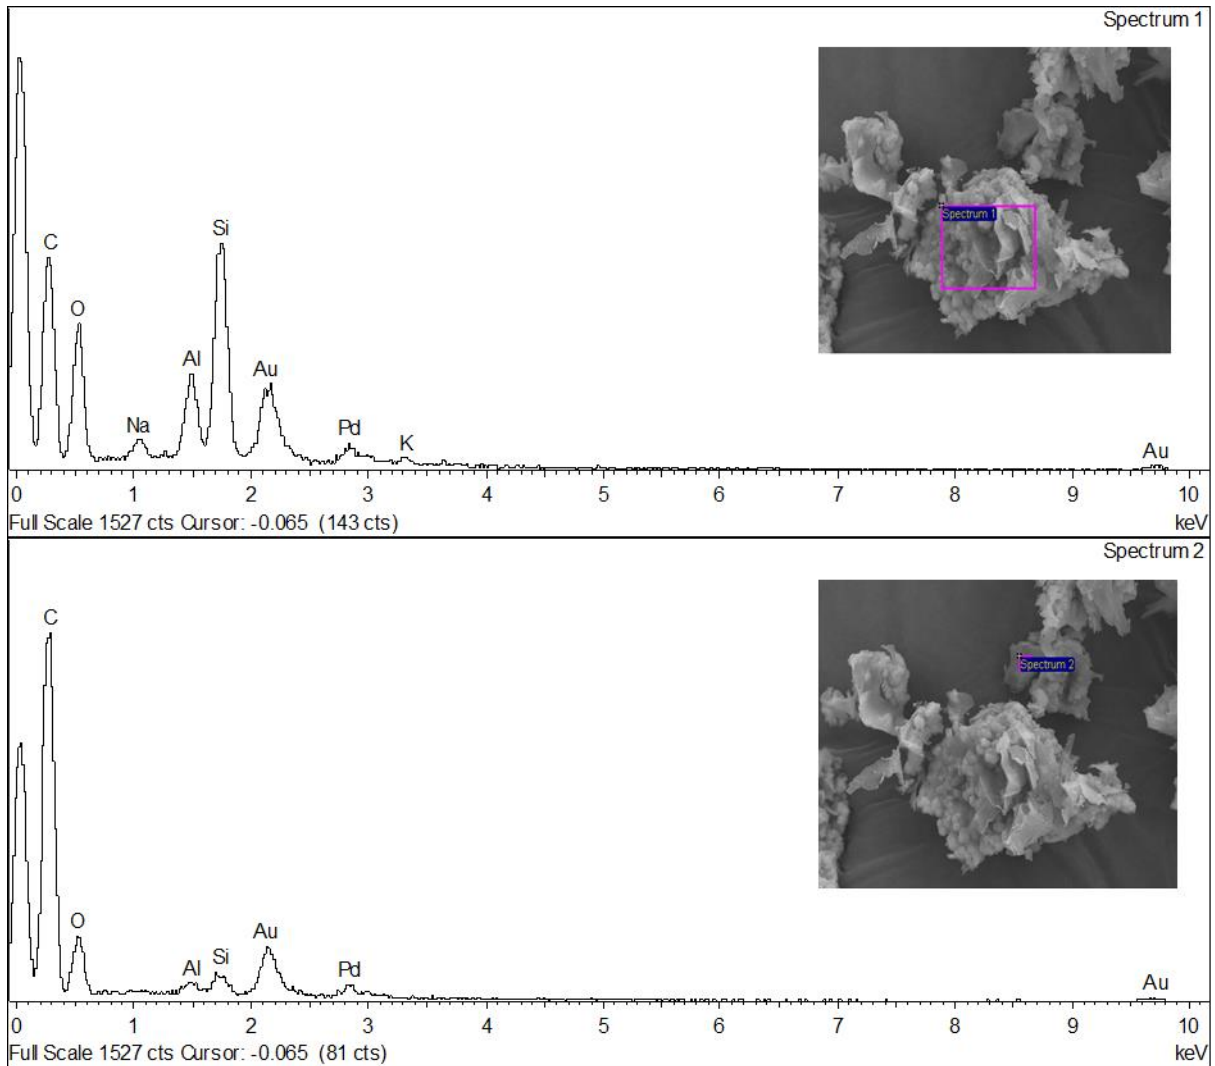 Spectrum 1
Si
C
O
Al
Au
Na
Pd
K
Au
Spectrum 1
0 1 2 3 4 5 6 7 8 9 10
Full Scale 1527 cts Cursor: -0.065 (143 cts)
keV
Spectrum 2
C
O
Al
Si
Au
Pd
Au
Spectrum 2
0 1 2 3 4 5 6 7 8 9 10
Full Scale 1527 cts Cursor: -0.065 (81 cts)
keV